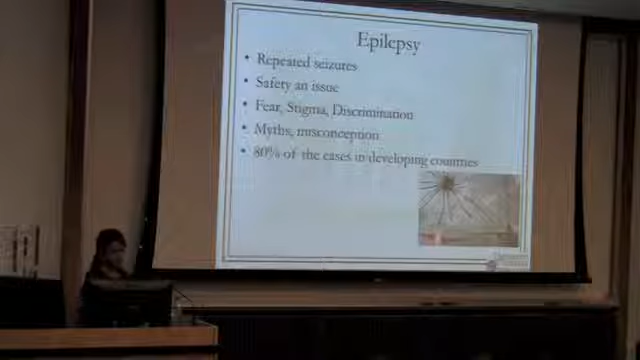 Epilepsy
• Repeated seizures
• Safety an issue
• Fear, Stigma, Discrimination
• Myths, misconception
• 80% of the cases in developing countries